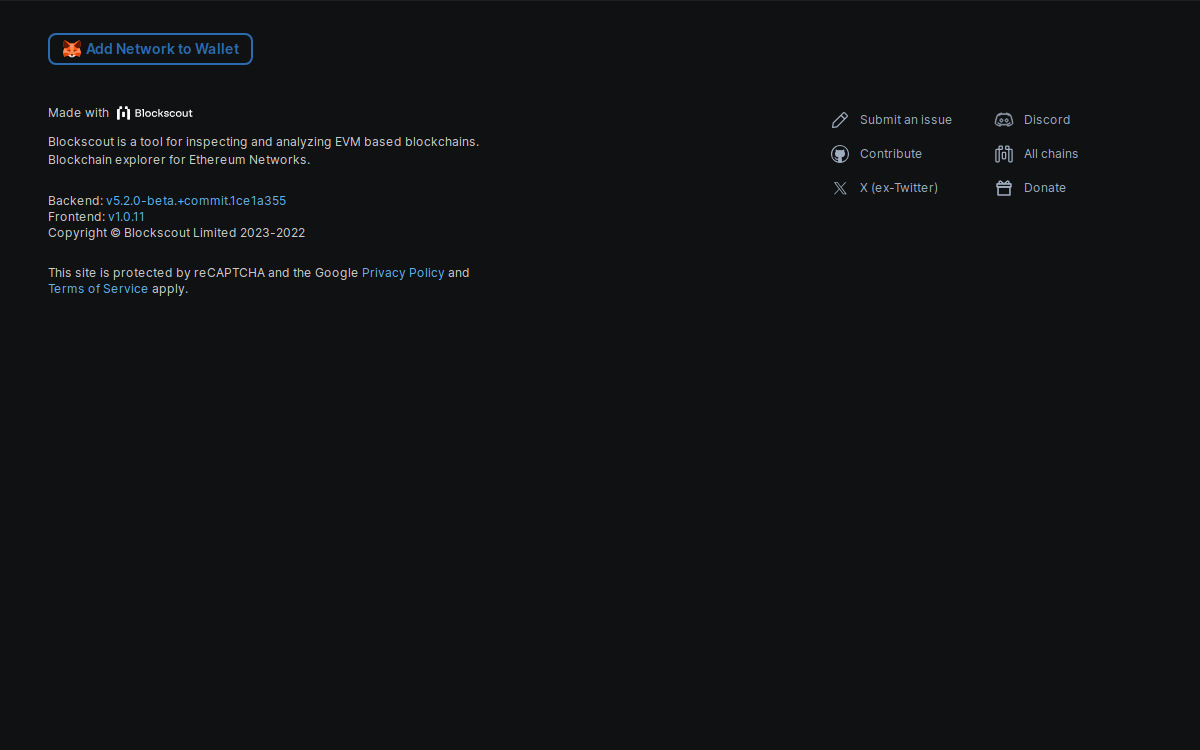 Add Network to Wallet
Made with Blockscout
Blockscout is a tool for inspecting and analyzing EVM based blockchains.
Blockchain explorer for Ethereum Networks.
Backend: v5.2.0-beta.+commit.1ce1a355
Frontend: v1.0.11
Copyright © Blockscout Limited 2023-2022
This site is protected by reCAPTCHA and the Google Privacy Policy and
Terms of Service apply.
Submit an issue
Contribute
X (ex-Twitter)
Discord
All chains
Donate